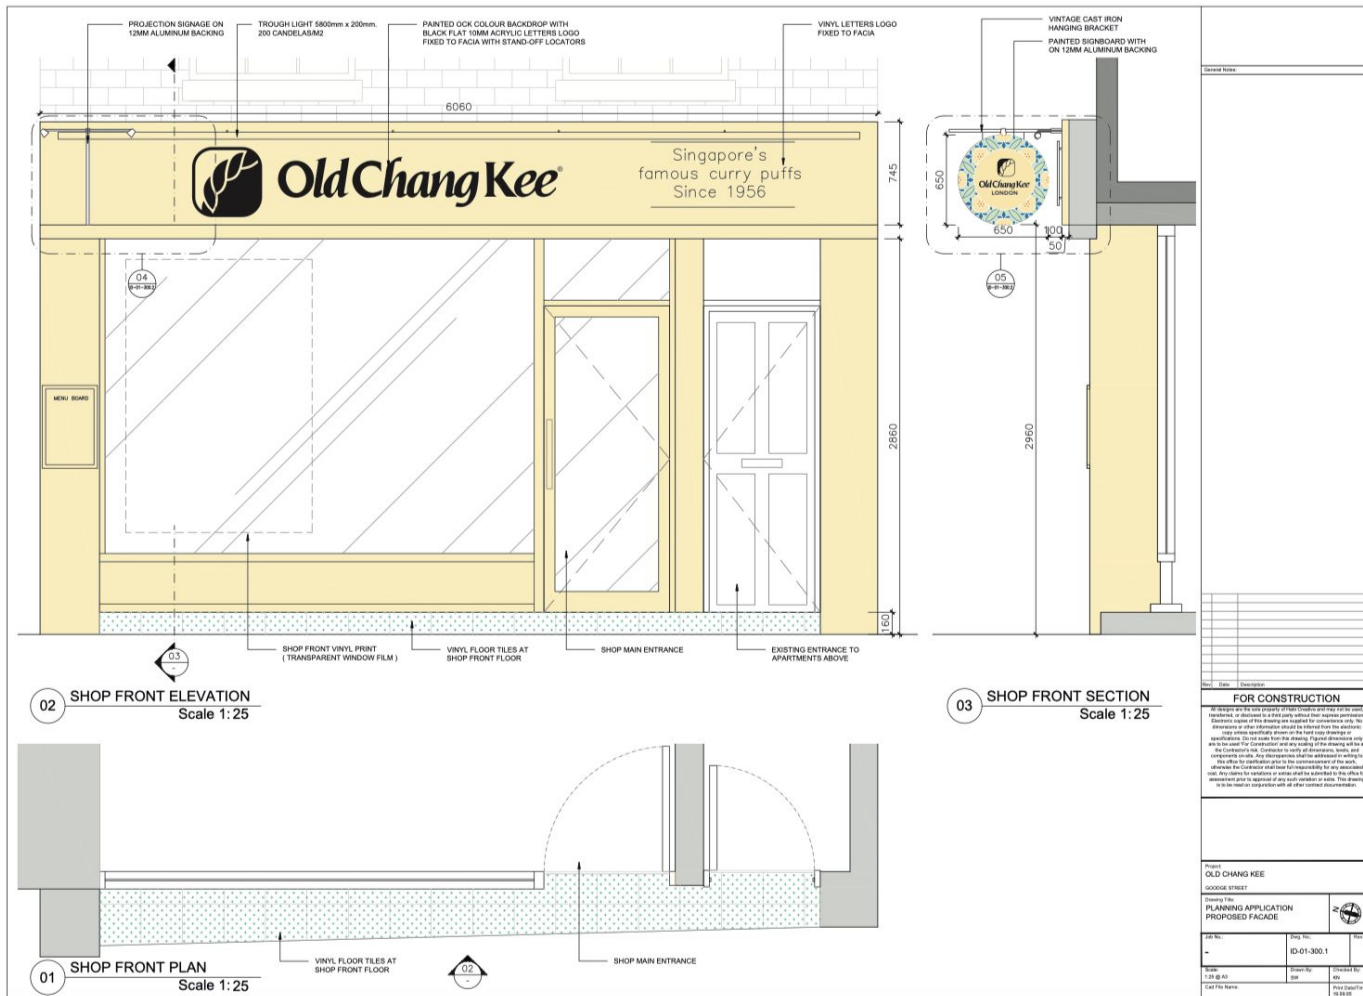 PROJECTION SIGNAGE ON
12MM ALUMINUM BACKING
TROUGH LIGHT 5800mm x 200mm.
200 CANDELAS/M2
PAINTED OCK COLOUR BACKDROP WITH
BLACK FLAT 10MM ACRYLIC LETTERS LOGO
FIXED TO FACIA WITH STAND-OFF LOCATORS
VINYL LETTERS LOGO
FIXED TO FACIA
VINTAGE CAST IRON
HANGING BRACKET
PAINTED SIGNBOARD WITH
ON 12MM ALUMINUM BACKING
General Notes:
6060
Old Chang Kee®
Singapore's
famous curry puffs
Since 1956
745
650
Old Chang Kee
LONDON
650
100
50
04
05
MENU BOARD
2860
2960
160
SHOP FRONT VINYL PRINT
( TRANSPARENT WINDOW FILM )
VINYL FLOOR TILES AT
SHOP FRONT FLOOR
SHOP MAIN ENTRANCE
EXISTING ENTRANCE TO
APARTMENTS ABOVE
03
-
02
SHOP FRONT ELEVATION
Scale 1:25
03
SHOP FRONT SECTION
Scale 1:25
Rev. Date Description
FOR CONSTRUCTION
01
SHOP FRONT PLAN
Scale 1:25
VINYL FLOOR TILES AT
SHOP FRONT FLOOR
02
-
SHOP MAIN ENTRANCE
Project:
OLD CHANG KEE
GOODGE STREET
Drawing Title:
PLANNING APPLICATION
PROPOSED FACADE
N
Job No.:
-
Dwg. No.:
ID-01-300.1
Scale:
1:25 @ A3
Drawn By:
SW
Checked By:
KN
Cad File Name: